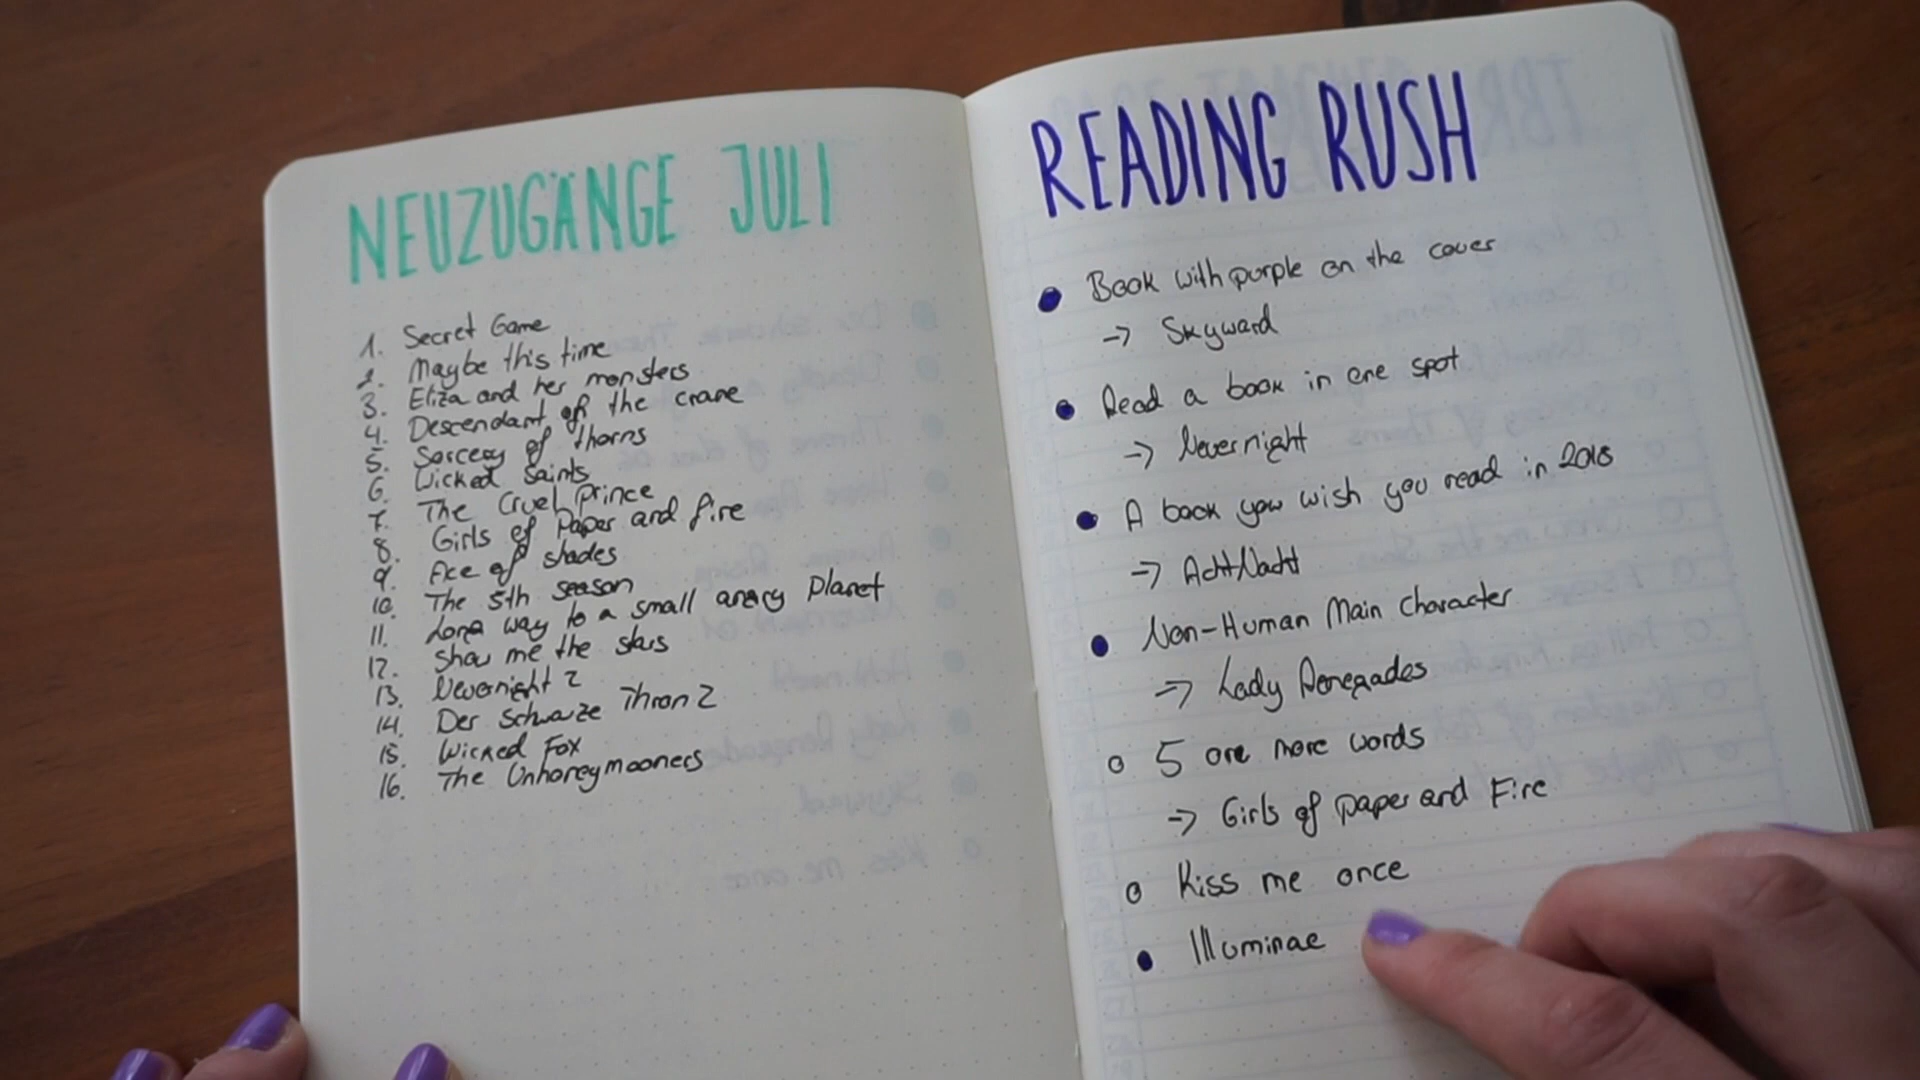 NEUZUGÄNGE JULI
1. Secret Game
2. Maybe this time
3. Eliza and her monsters
4. Descendant of the crane
5. Sorcery of thorns
6. Wicked Saints
7. The Cruel Prince
8. Girls of Paper and fire
9. Ace of shades
10. The 5th season
11. Long way to a small angry Planet
12. Show me the stars
13. Nevernight 2
14. Der Schwarze Thron 2
15. Wicked Fox
16. The Unhoneymooners
READING RUSH
Book with purple on the cover
-> Skyward
Read a book in one spot
-> Nevernight
A book you wish you read in 2018
-> AchtNacht
Non-Human Main Character
-> Lady Renegades
5 ore more words
-> Girls of paper and Fire
Kiss me once
Illuminae